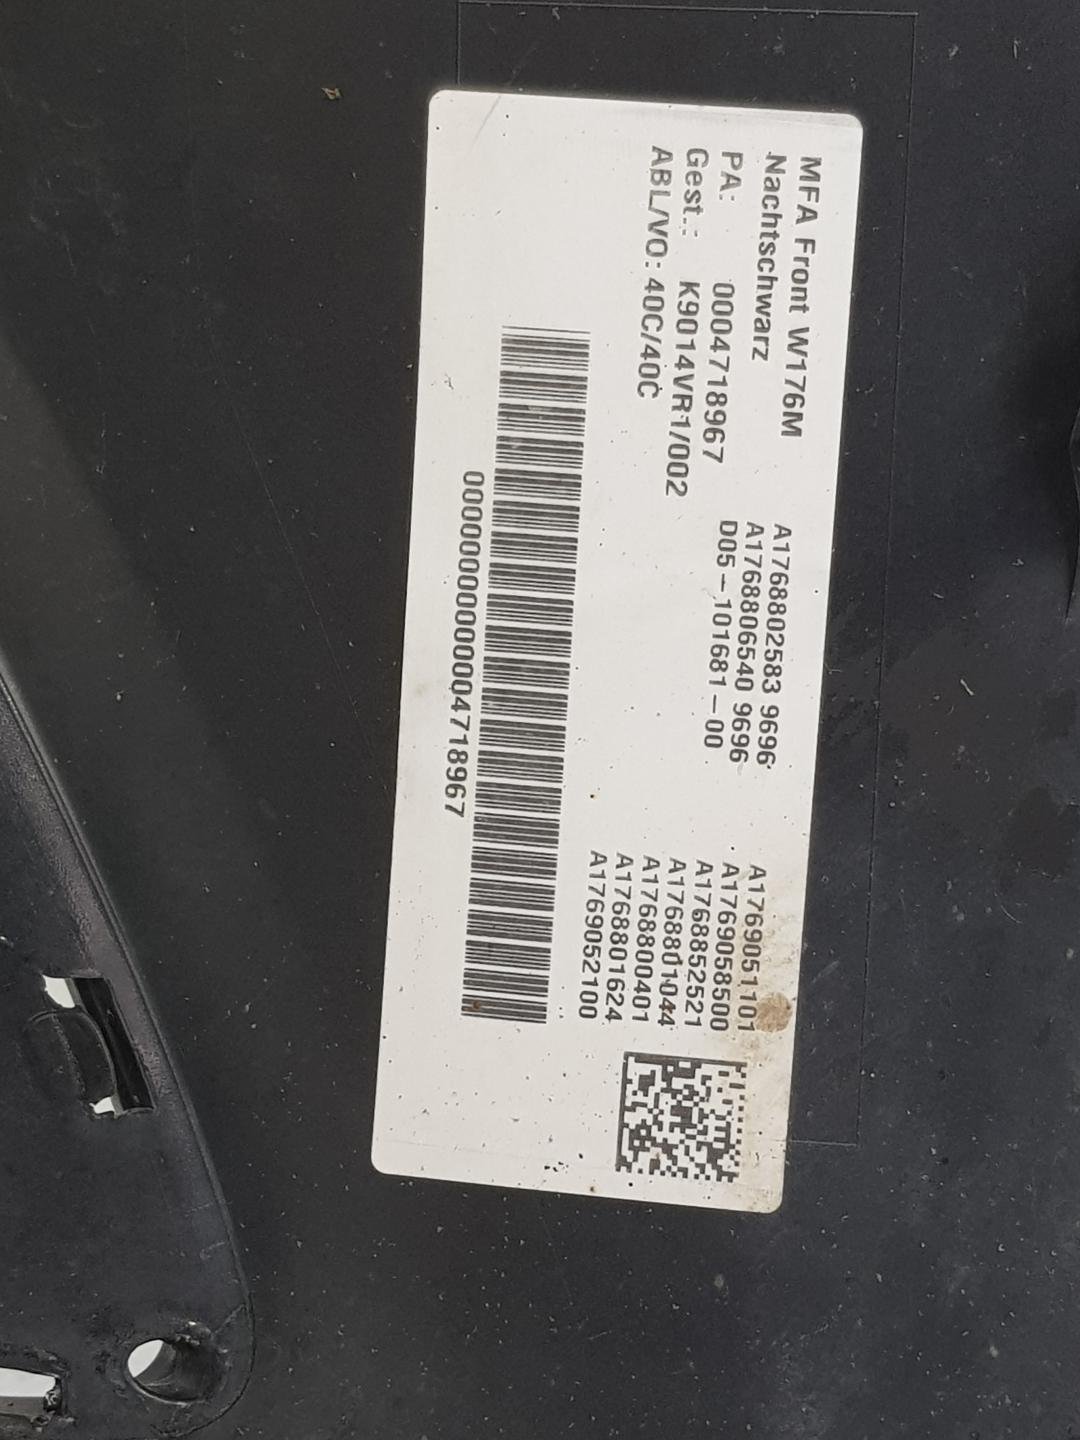 MFA Front W176M
Nachtschwarz
PA: 0004718967
Gest.: K9014VR1/002
ABL/VO: 40C/40C
A1768802583 9696
A1768806540 9696
D05-101681-00
A1769051101
A1769058500
A1768852521
A1768801044
A1768800401
A1768801624
A1769052100
000000000000004718967